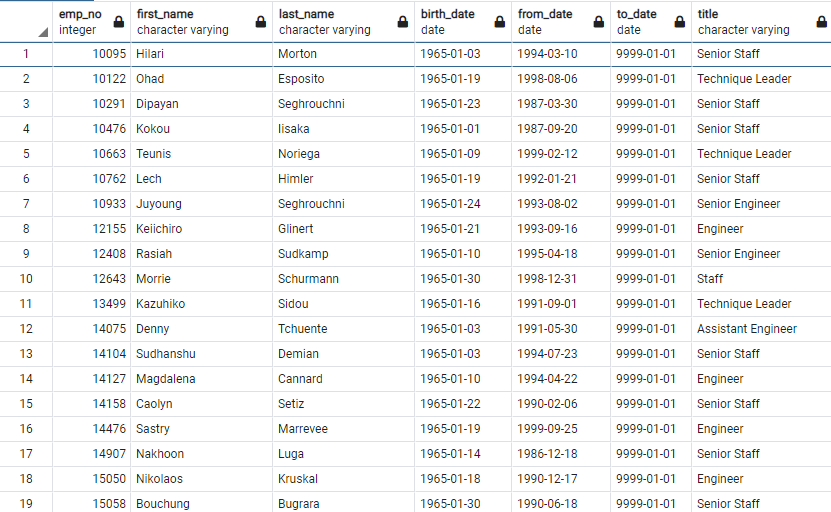 emp_no first_name last_name birth_date from_date to_date title
integer character varying character varying date date date character varying
1 10095 Hilari Morton 1965-01-03 1994-03-10 9999-01-01 Senior Staff
2 10122 Ohad Esposito 1965-01-19 1998-08-06 9999-01-01 Technique Leader
3 10291 Dipayan Seghrouchni 1965-01-23 1987-03-30 9999-01-01 Senior Staff
4 10476 Kokou Iisaka 1965-01-01 1987-09-20 9999-01-01 Senior Staff
5 10663 Teunis Noriega 1965-01-09 1999-02-12 9999-01-01 Technique Leader
6 10762 Lech Himler 1965-01-19 1992-01-21 9999-01-01 Senior Staff
7 10933 Juyoung Seghrouchni 1965-01-24 1993-08-02 9999-01-01 Senior Engineer
8 12155 Keiichiro Glinert 1965-01-21 1993-09-16 9999-01-01 Engineer
9 12408 Rasiah Sudkamp 1965-01-10 1995-04-18 9999-01-01 Senior Engineer
10 12643 Morrie Schurmann 1965-01-30 1998-12-31 9999-01-01 Staff
11 13499 Kazuhiko Sidou 1965-01-16 1991-09-01 9999-01-01 Technique Leader
12 14075 Denny Tchuente 1965-01-03 1991-05-30 9999-01-01 Assistant Engineer
13 14104 Sudhanshu Demian 1965-01-03 1994-07-23 9999-01-01 Senior Staff
14 14127 Magdalena Cannard 1965-01-10 1994-04-22 9999-01-01 Engineer
15 14158 Caolyn Setiz 1965-01-22 1990-02-06 9999-01-01 Senior Staff
16 14476 Sastry Marrevee 1965-01-19 1999-09-25 9999-01-01 Engineer
17 14907 Nakhoon Luga 1965-01-14 1986-12-18 9999-01-01 Senior Staff
18 15050 Nikolaos Kruskal 1965-01-18 1990-12-17 9999-01-01 Engineer
19 15058 Bouchung Bugrara 1965-01-30 1990-06-18 9999-01-01 Senior Staff